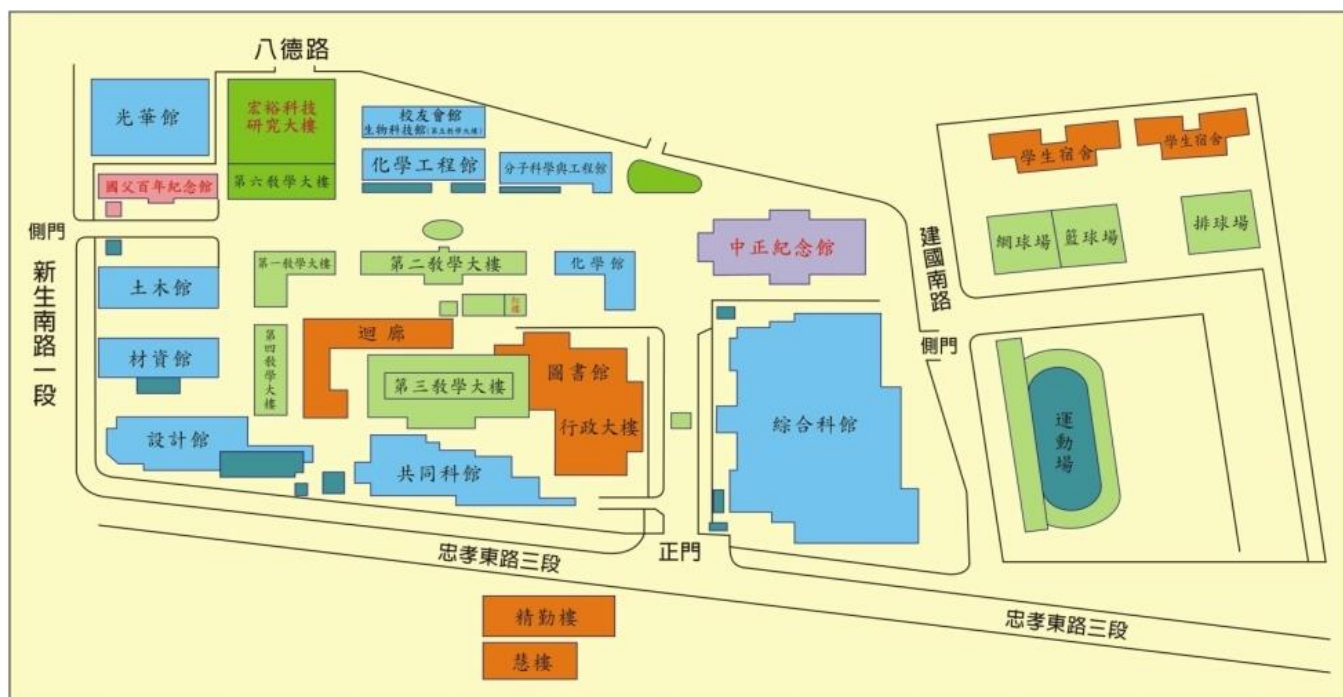 八德路
光華館
宏裕科技
研究大樓
校友會館
生物科技館(第五教學大樓)
化學工程館
分子科學與工程館
第六教學大樓
國父百年紀念館
學生宿舍
學生宿舍
網球場
籃球場
排球場
側門
新生南路一段
土木館
第一教學大樓
第二教學大樓
化學館
中正紀念館
建國南路
側門
紅樓
材資館
第四教學大樓
迴廊
第三教學大樓
圖書館
行政大樓
綜合科館
運動場
設計館
共同科館
忠孝東路三段
正門
忠孝東路三段
精勤樓
慧樓